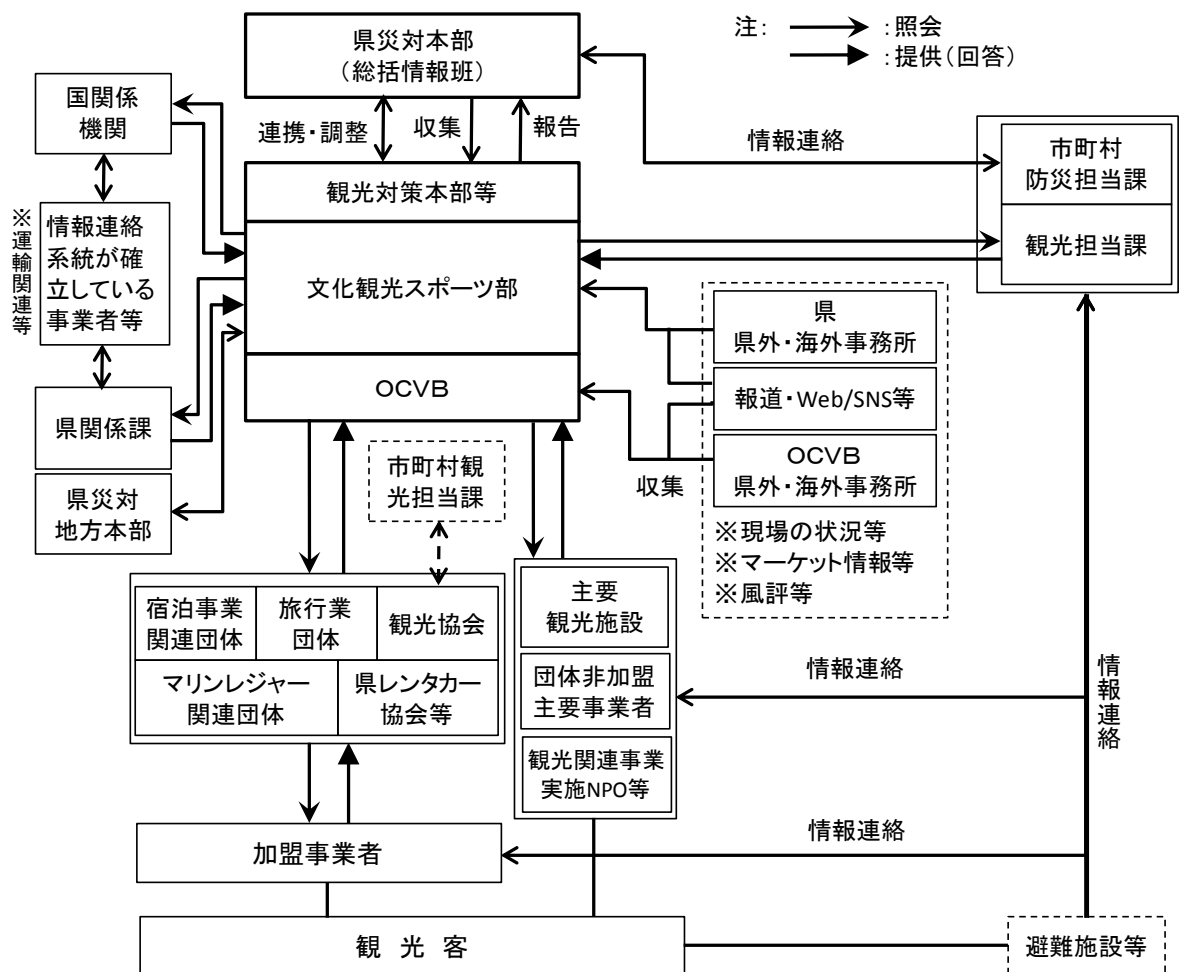 注: :照会
:提供(回答)
県災対本部
(総括情報班)
国関係
機関
連携・調整
収集
報告
情報連絡
市町村
防災担当課
観光担当課
観光対策本部等
※運輸関連等
情報連絡
系統が確
立している
事業者等
文化観光スポーツ部
OCVB
県
県外・海外事務所
報道・Web/SNS等
OCVB
県外・海外事務所
収集
※現場の状況等
※マーケット情報等
※風評等
県関係課
県災対
地方本部
市町村観
光担当課
宿泊事業
関連団体
旅行業
団体
観光協会
マリンレジャー
関連団体
県レンタカー
協会等
主要
観光施設
団体非加盟
主要事業者
観光関連事業
実施NPO等
情報連絡
情報連絡
情報連絡
加盟事業者
観 光 客
避難施設等